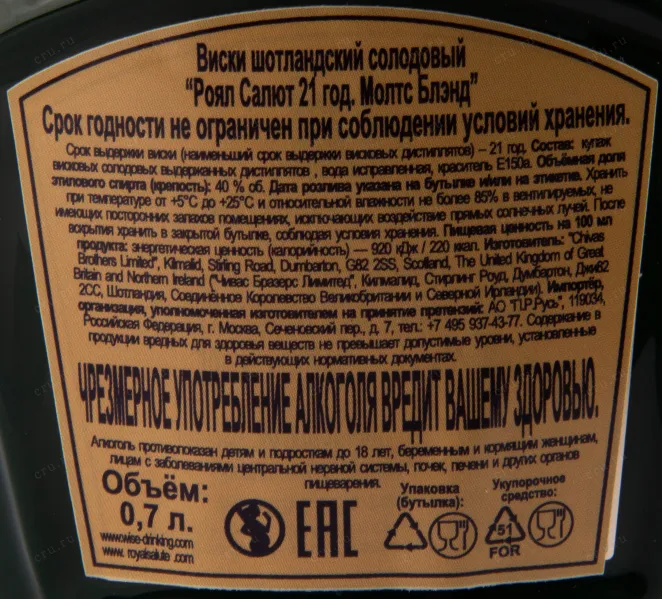 Виски шотландский солодовый
"Роял Салют 21 год. Молтс Блэнд"
Срок годности не ограничен при соблюдении условий хранения.
Срок выдержки виски (наименьший срок выдержки висковых дистиллятов) – 21 год. Состав: купаж
висковых солодовых выдержанных дистиллятов , вода исправленная, краситель Е150а. Объёмная доля
этилового спирта (крепость): 40 % об. Дата розлива указана на бутылке и/или на этикетке. Хранить
при температуре от +5°С до +25°С и относительной влажности не более 85% в вентилируемых, не
имеющих посторонних запахов помещениях, исключающих воздействие прямых солнечных лучей. После
вскрытия хранить в закрытой бутылке, соблюдая условия хранения. Пищевая ценность на 100 мл
продукта: энергетическая ценность (калорийность) — 920 кДж / 220 ккал. Изготовитель: "Chivas
Brothers Limited", Kilmalid, Stirling Road, Dumbarton, G82 2SS, Scotland, The United Kingdom of Great
Britain and Northern Ireland ("Чивас Бразерс Лимитед", Килмалид, Стирлинг Роуд, Думбартон, Джи82
2СС, Шотландия, Соединённое Королевство Великобритании и Северной Ирландии). Импортёр,
организация, уполномоченная изготовителем на принятие претензий: АО "П.Р.Русь", 119034,
Российская Федерация, г. Москва, Сеченовский пер., д. 7, тел.: +7 495 937-43-77. Содержание в
продукции вредных для здоровья веществ не превышает допустимые уровни, установленные
в действующих нормативных документах.
ЧРЕЗМЕРНОЕ УПОТРЕБЛЕНИЕ АЛКОГОЛЯ ВРЕДИТ ВАШЕМУ ЗДОРОВЬЮ.
Алкоголь противопоказан детям и подросткам до 18 лет, беременным и кормящим женщинам,
лицам с заболеваниями центральной нервной системы, почек, печени и других органов
пищеварения.
Объём:
0,7 л.
www.wise-drinking.com
www. royalsalute .com
EAC
Упаковка
(бутылка):
Укупорочное
средство:
51
FOR